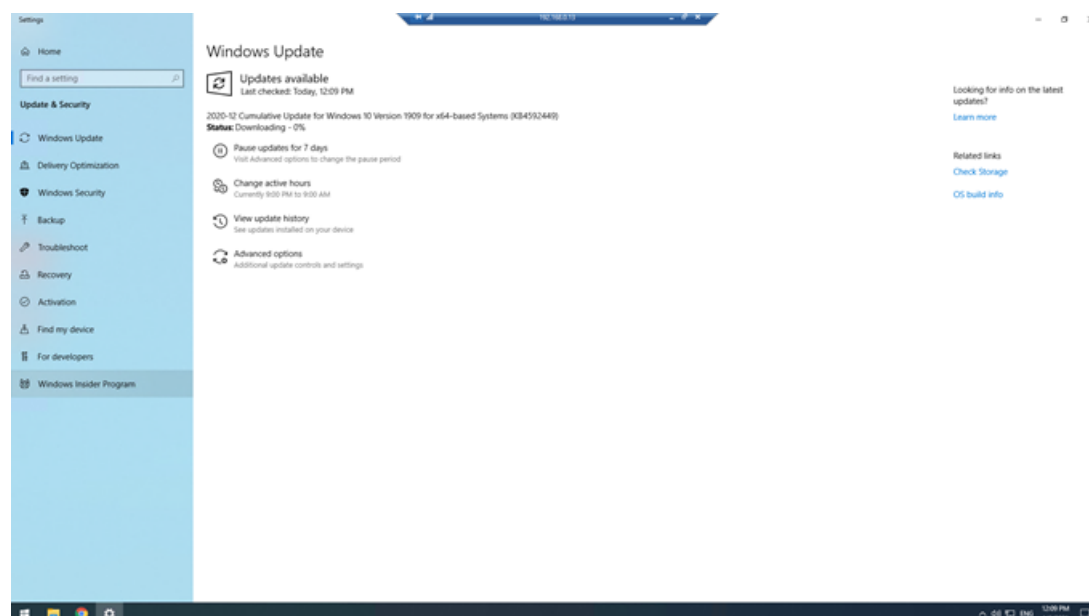 Settings
192.168.0.13
Home
Find a setting
Update & Security
Windows Update
Delivery Optimization
Windows Security
Backup
Troubleshoot
Recovery
Activation
Find my device
For developers
Windows Insider Program
Windows Update
Updates available
Last checked: Today, 12:09 PM
2020-12 Cumulative Update for Windows 10 Version 1909 for x64-based Systems (KB4592449)
Status: Downloading - 0%
Pause updates for 7 days
Visit Advanced options to change the pause period
Change active hours
Currently 9:00 PM to 9:00 AM
View update history
See updates installed on your device
Advanced options
Additional update controls and settings
Looking for info on the latest
updates?
Learn more
Related links
Check Storage
OS build info
ENG
12:09 PM